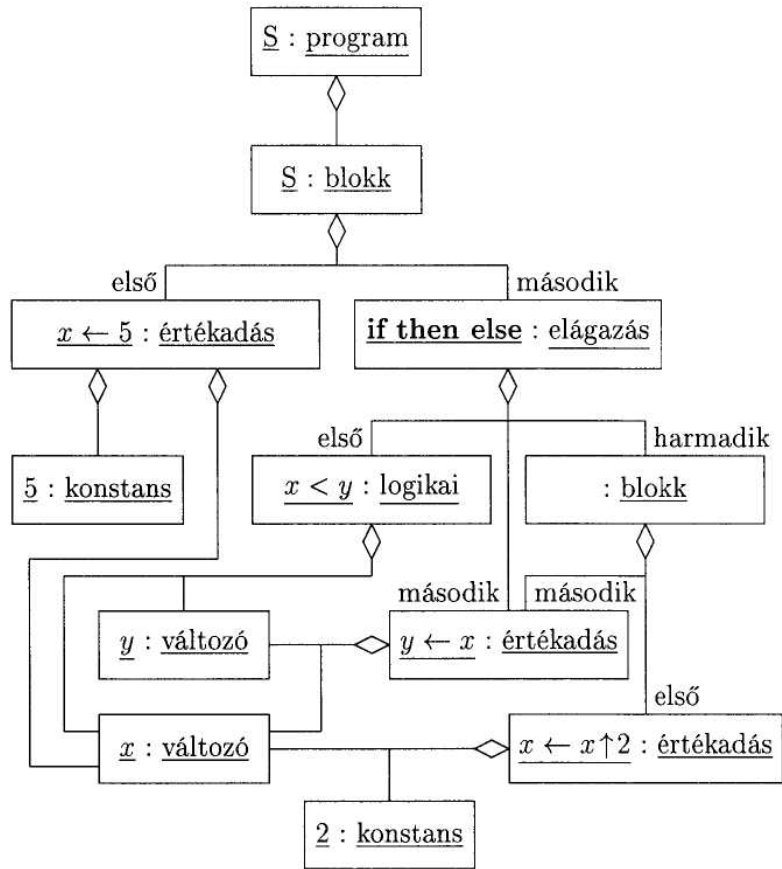 S : program
S : blokk
első
második
x ← 5 : értékadás
if then else : elágazás
első
harmadik
5 : konstans
x < y : logikai
: blokk
második
második
y : változó
y ← x : értékadás
első
x : változó
x ← x↑2 : értékadás
2 : konstans